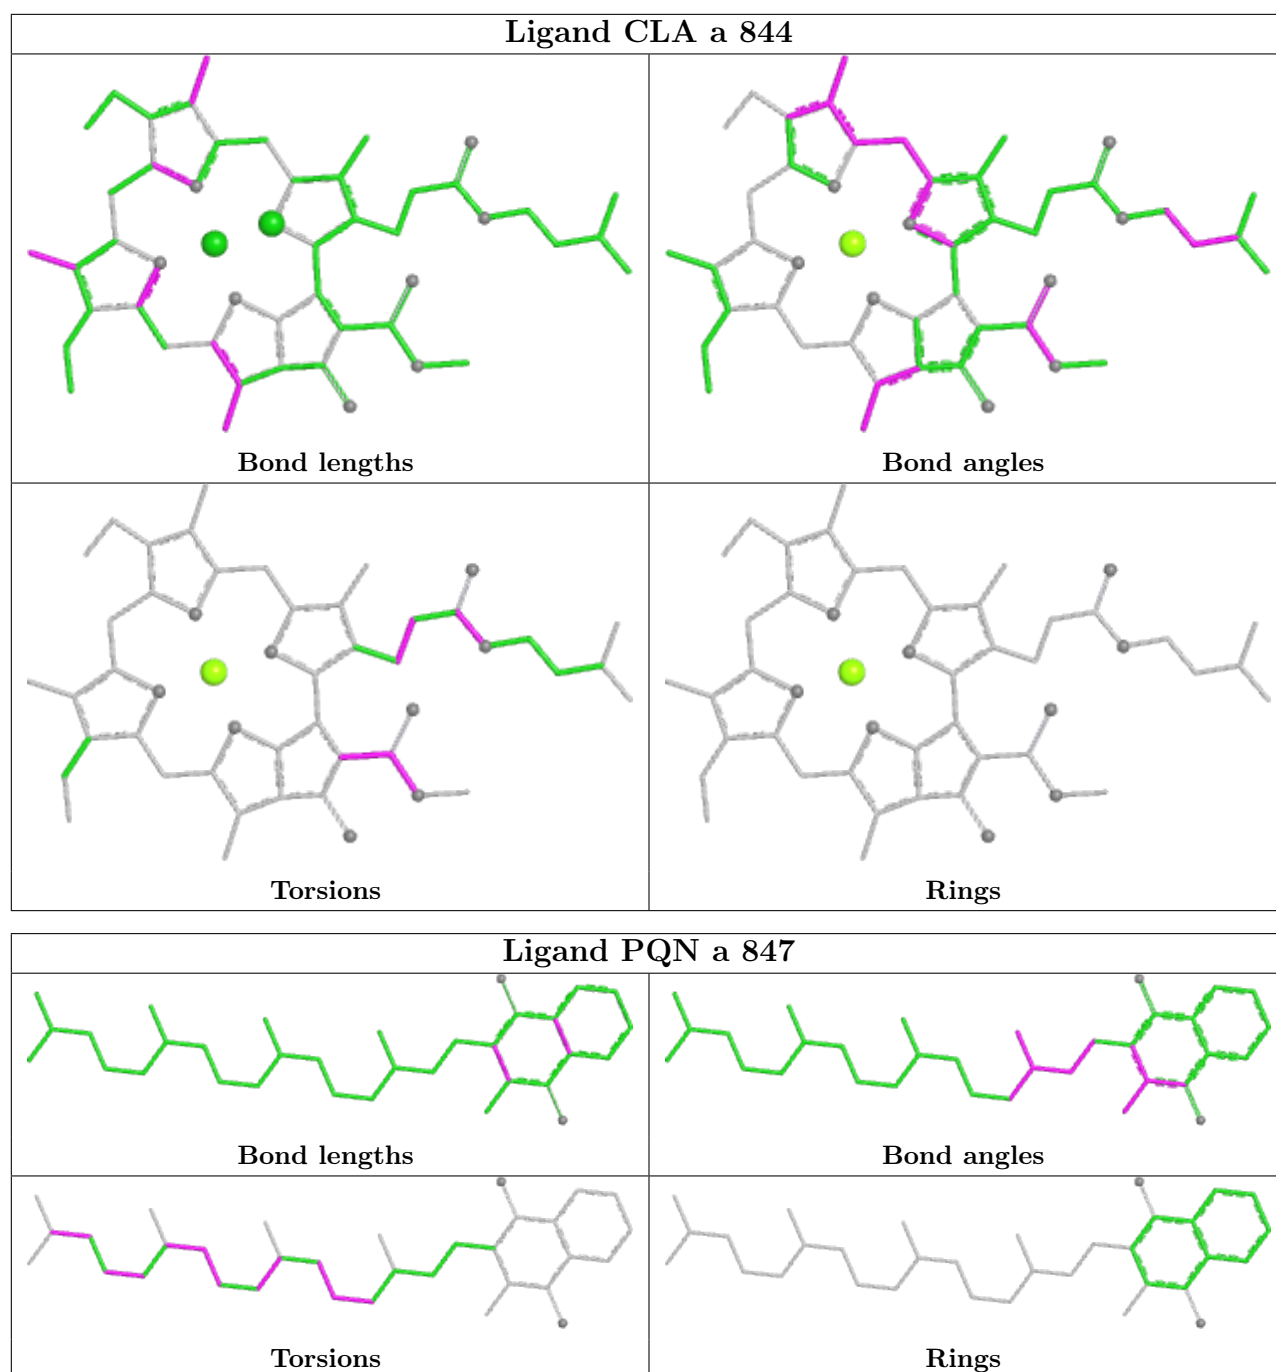 Ligand CLA a 844
Bond lengths
Bond angles
Torsions
Rings
Ligand PQN a 847
Bond lengths
Bond angles
Torsions
Rings